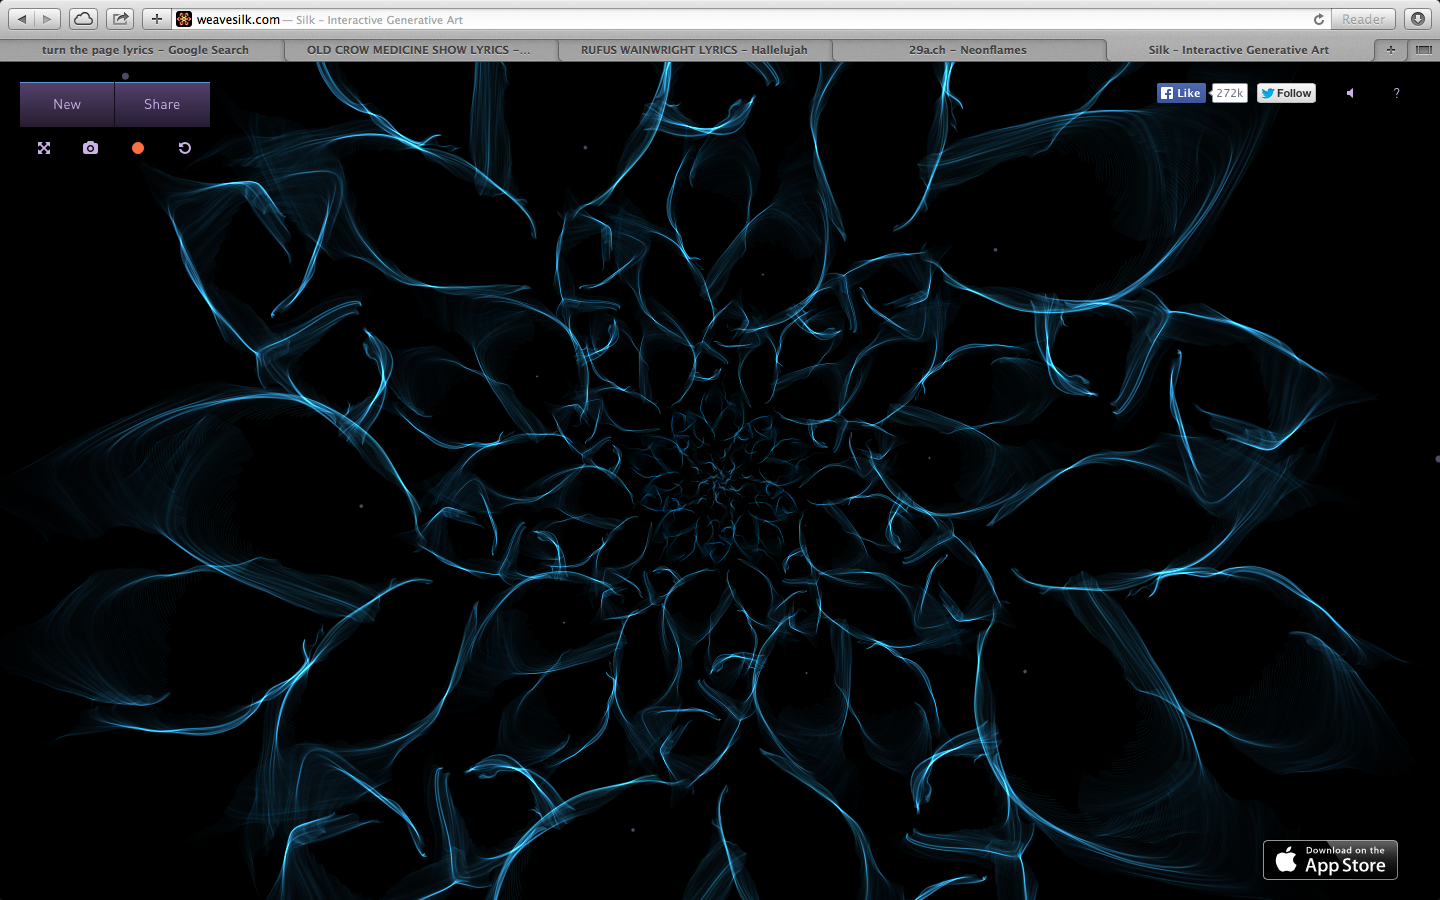 weavesilk.com — Silk – Interactive Generative Art
Reader
turn the page lyrics – Google Search
OLD CROW MEDICINE SHOW LYRICS –...
RUFUS WAINWRIGHT LYRICS – Hallelujah
29a.ch – Neonflames
Silk – Interactive Generative Art
New
Share
Like
272k
Follow
?
Download on the
App Store